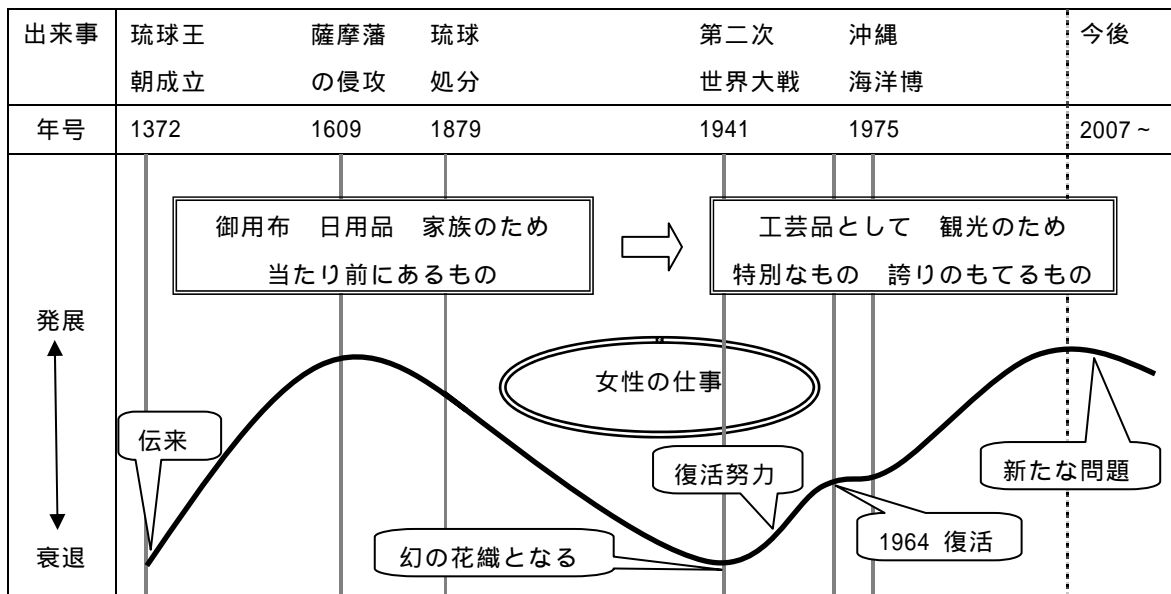 出来事 琉球王 薩摩藩 琉球 第二次 沖縄 今後
朝成立 の侵攻 処分 世界大戦 海洋博
年号 1372 1609 1879 1941 1975 2007 ~
御用布 日用品 家族のため
当たり前にあるもの
工芸品として 観光のため
特別なもの 誇りのもてるもの
発展
女性の仕事
伝来
復活努力
新たな問題
1964 復活
幻の花織となる
衰退